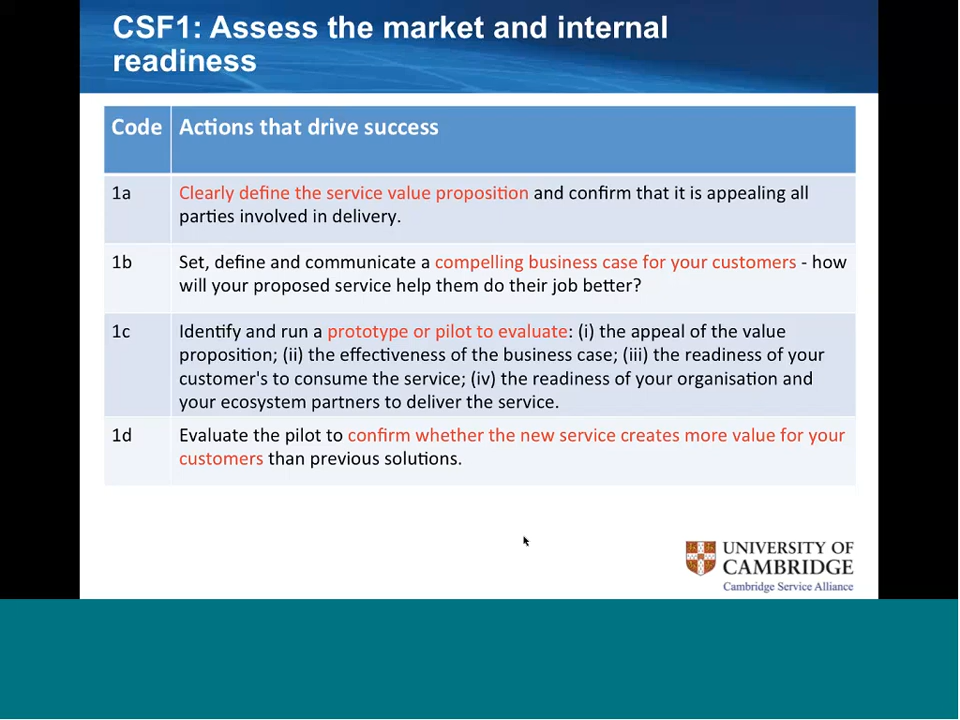 CSF1: Assess the market and internal
readiness
Code Actions that drive success
1a Clearly define the service value proposition and confirm that it is appealing all
parties involved in delivery.
1b Set, define and communicate a compelling business case for your customers - how
will your proposed service help them do their job better?
1c Identify and run a prototype or pilot to evaluate: (i) the appeal of the value
proposition; (ii) the effectiveness of the business case; (iii) the readiness of your
customer's to consume the service; (iv) the readiness of your organisation and
your ecosystem partners to deliver the service.
1d Evaluate the pilot to confirm whether the new service creates more value for your
customers than previous solutions.
UNIVERSITY OF
CAMBRIDGE
Cambridge Service Alliance